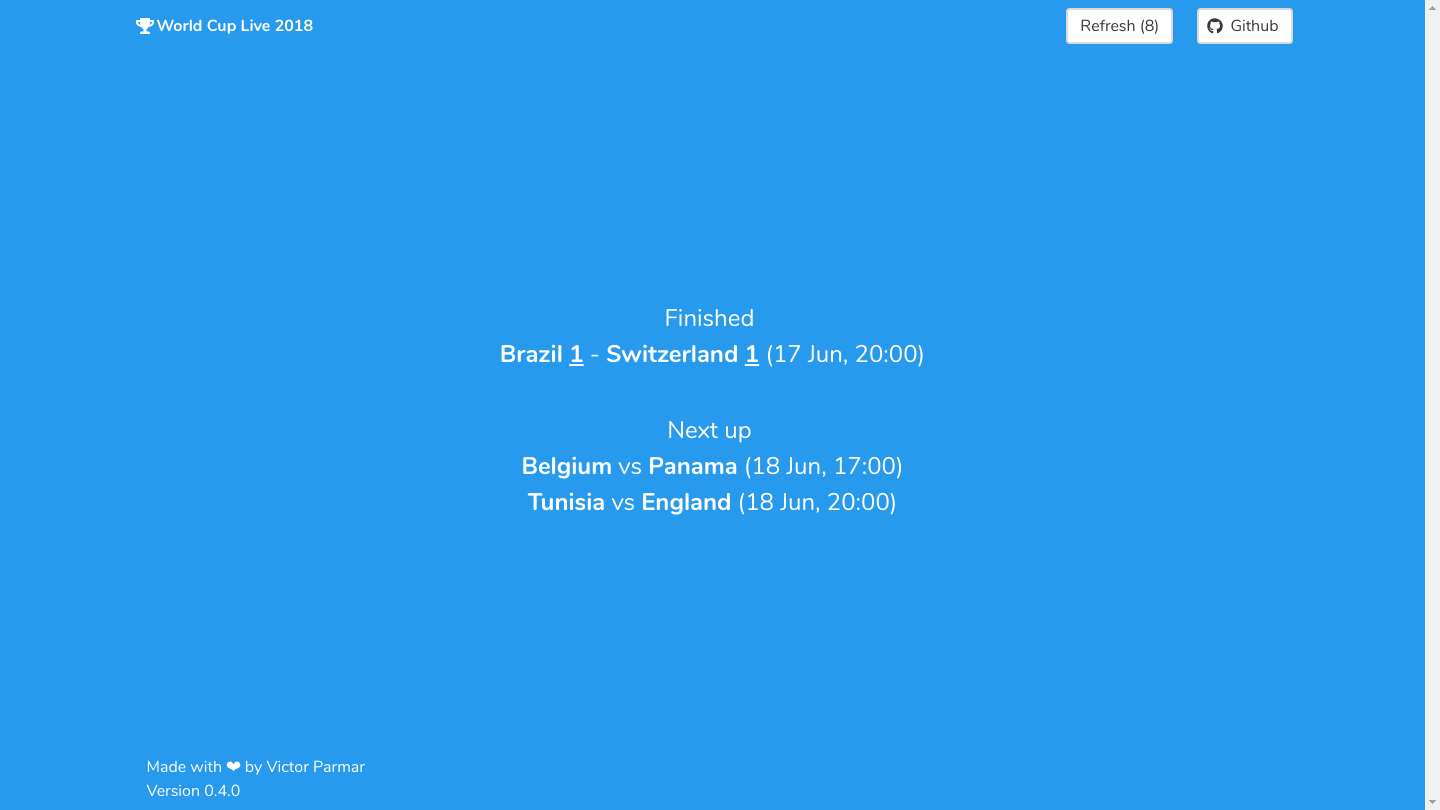 World Cup Live 2018
Refresh (8)
Github
Finished
Brazil 1 - Switzerland 1 (17 Jun, 20:00)
Next up
Belgium vs Panama (18 Jun, 17:00)
Tunisia vs England (18 Jun, 20:00)
Made with ❤ by Victor Parmar
Version 0.4.0